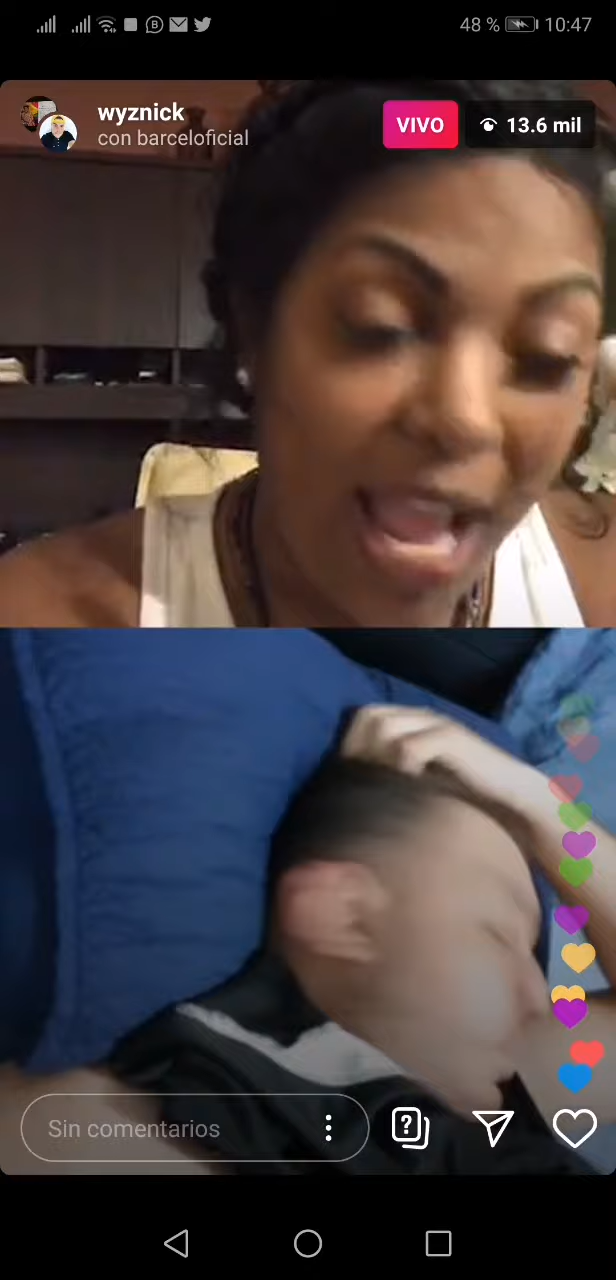 48 % 10:47
wyznick
con barceloficial
VIVO
13.6 mil
Sin comentarios